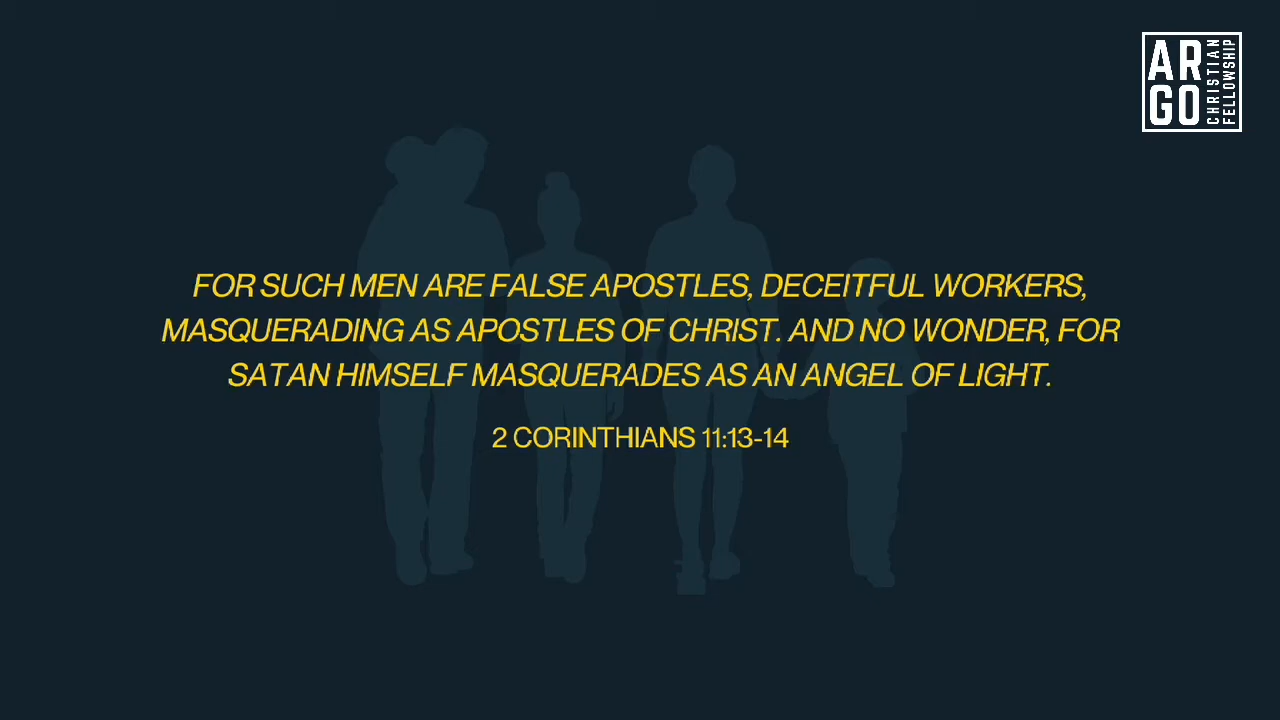 AR
GO
CHRISTIAN
FELLOWSHIP
FOR SUCH MEN ARE FALSE APOSTLES, DECEITFUL WORKERS,
MASQUERADING AS APOSTLES OF CHRIST. AND NO WONDER, FOR
SATAN HIMSELF MASQUERADES AS AN ANGEL OF LIGHT.
2 CORINTHIANS 11:13-14